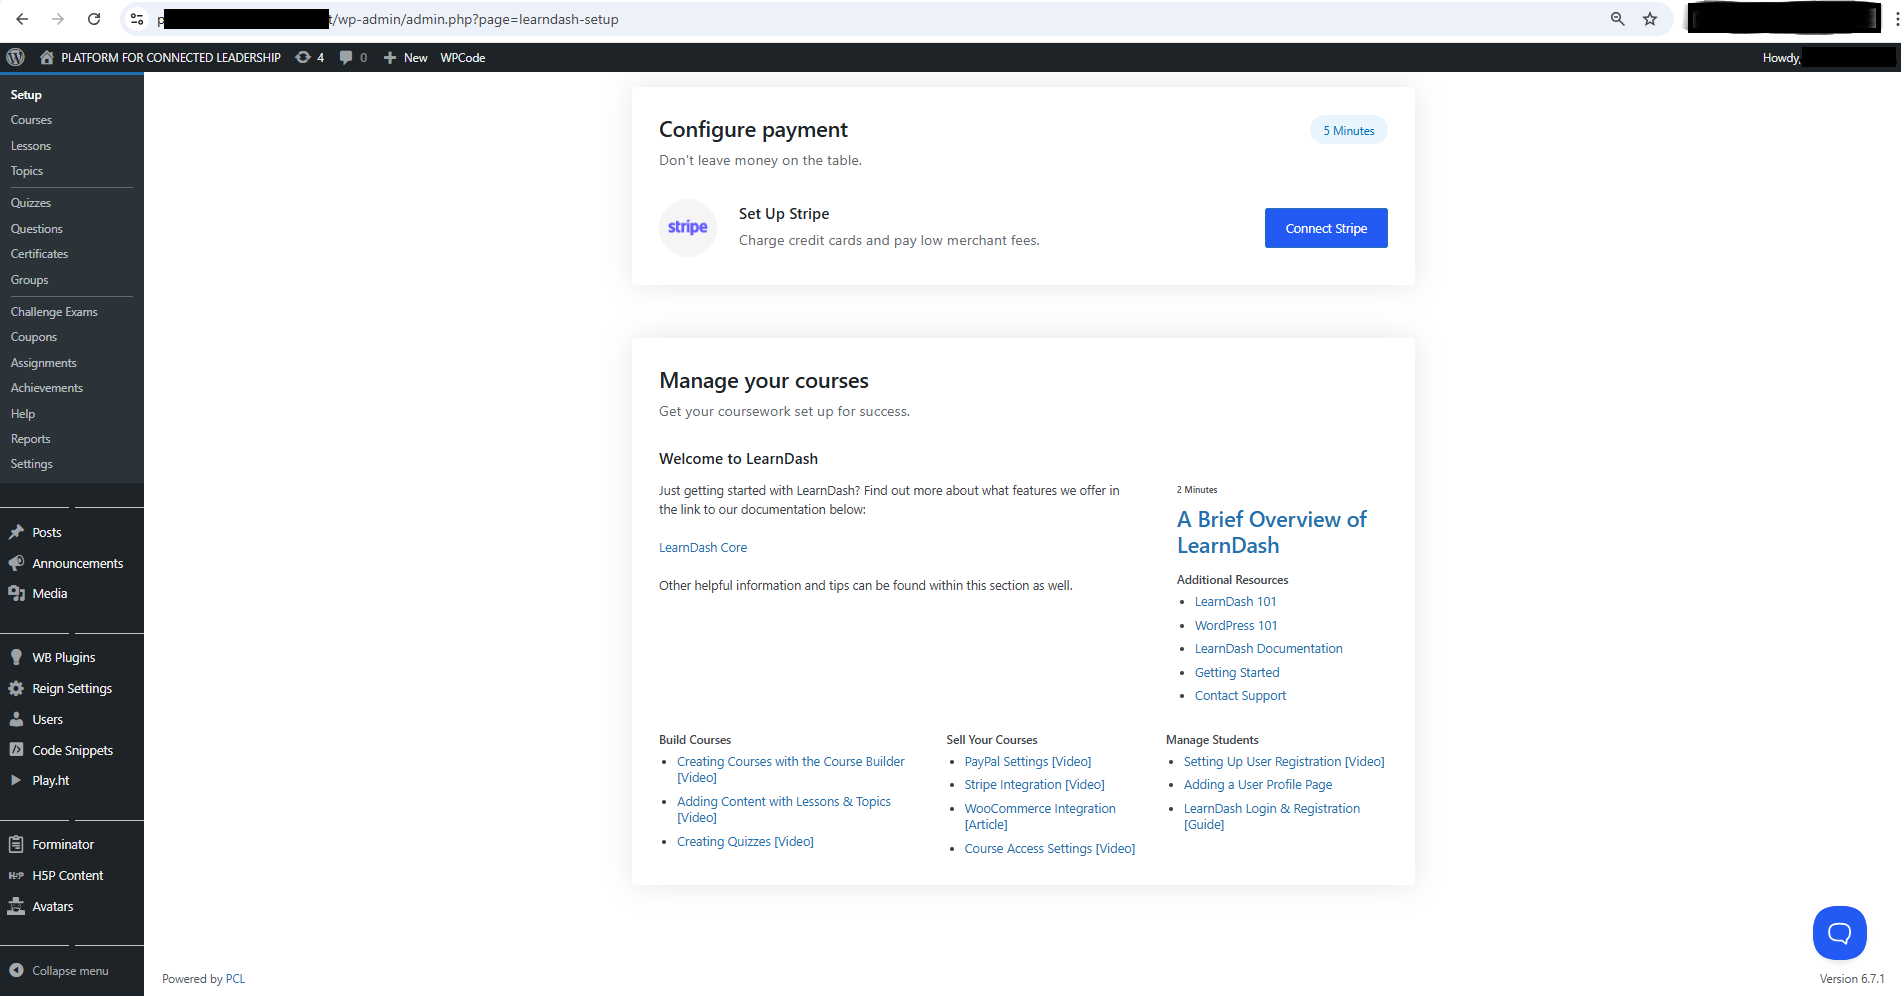 /wp-admin/admin.php?page=learndash-setup
PLATFORM FOR CONNECTED LEADERSHIP 4 0 New WPCode Howdy,
Setup
Courses
Lessons
Topics
Quizzes
Questions
Certificates
Groups
Challenge Exams
Coupons
Assignments
Achievements
Help
Reports
Settings
Posts
Announcements
Media
WB Plugins
Reign Settings
Users
Code Snippets
Play.ht
Forminator
H5P Content
Avatars
Collapse menu
Configure payment
5 Minutes
Don't leave money on the table.
stripe
Set Up Stripe
Charge credit cards and pay low merchant fees.
Connect Stripe
Manage your courses
Get your coursework set up for success.
Welcome to LearnDash
Just getting started with LearnDash? Find out more about what features we offer in
the link to our documentation below:
LearnDash Core
Other helpful information and tips can be found within this section as well.
2 Minutes
A Brief Overview of
LearnDash
Additional Resources
• LearnDash 101
• WordPress 101
• LearnDash Documentation
• Getting Started
• Contact Support
Build Courses
• Creating Courses with the Course Builder
[Video]
• Adding Content with Lessons & Topics
[Video]
• Creating Quizzes [Video]
Sell Your Courses
• PayPal Settings [Video]
• Stripe Integration [Video]
• WooCommerce Integration
[Article]
• Course Access Settings [Video]
Manage Students
• Setting Up User Registration [Video]
• Adding a User Profile Page
• LearnDash Login & Registration
[Guide]
Powered by PCL
Version 6.7.1